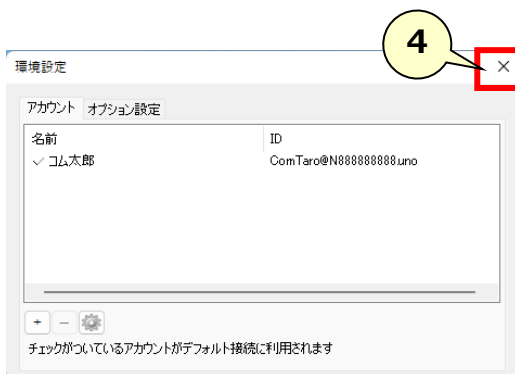 4
環境設定
アカウント オプション設定
名前 ID
✓ コム太郎 ComTaro@N888888888.uno
+ −
チェックがついているアカウントがデフォルト接続に利用されます